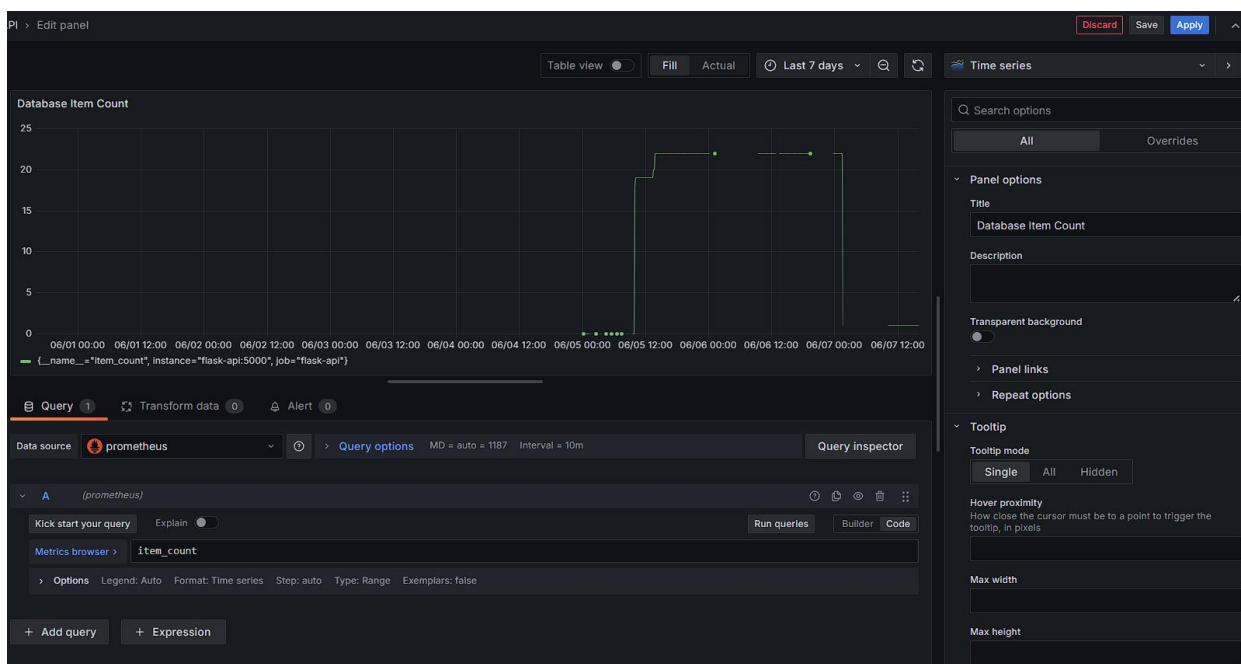 PI › Edit panel
Discard Save Apply
Table view Fill Actual Last 7 days
Time series
Database Item Count
25
20
15
10
5
0
06/01 00:00 06/01 12:00 06/02 00:00 06/02 12:00 06/03 00:00 06/03 12:00 06/04 00:00 06/04 12:00 06/05 00:00 06/05 12:00 06/06 00:00 06/06 12:00 06/07 00:00 06/07 12:00
{__name__="item_count", instance="flask-api:5000", job="flask-api"}
Query 1 Transform data 0 Alert 0
Data source prometheus › Query options MD = auto = 1187 Interval = 10m Query inspector
A (prometheus)
Kick start your query Explain Run queries Builder Code
Metrics browser › item_count
› Options Legend: Auto Format: Time series Step: auto Type: Range Exemplars: false
+ Add query + Expression
Search options
All Overrides
Panel options
Title
Database Item Count
Description
Transparent background
› Panel links
› Repeat options
Tooltip
Tooltip mode
Single All Hidden
Hover proximity
How close the cursor must be to a point to trigger the
tooltip, in pixels
Max width
Max height